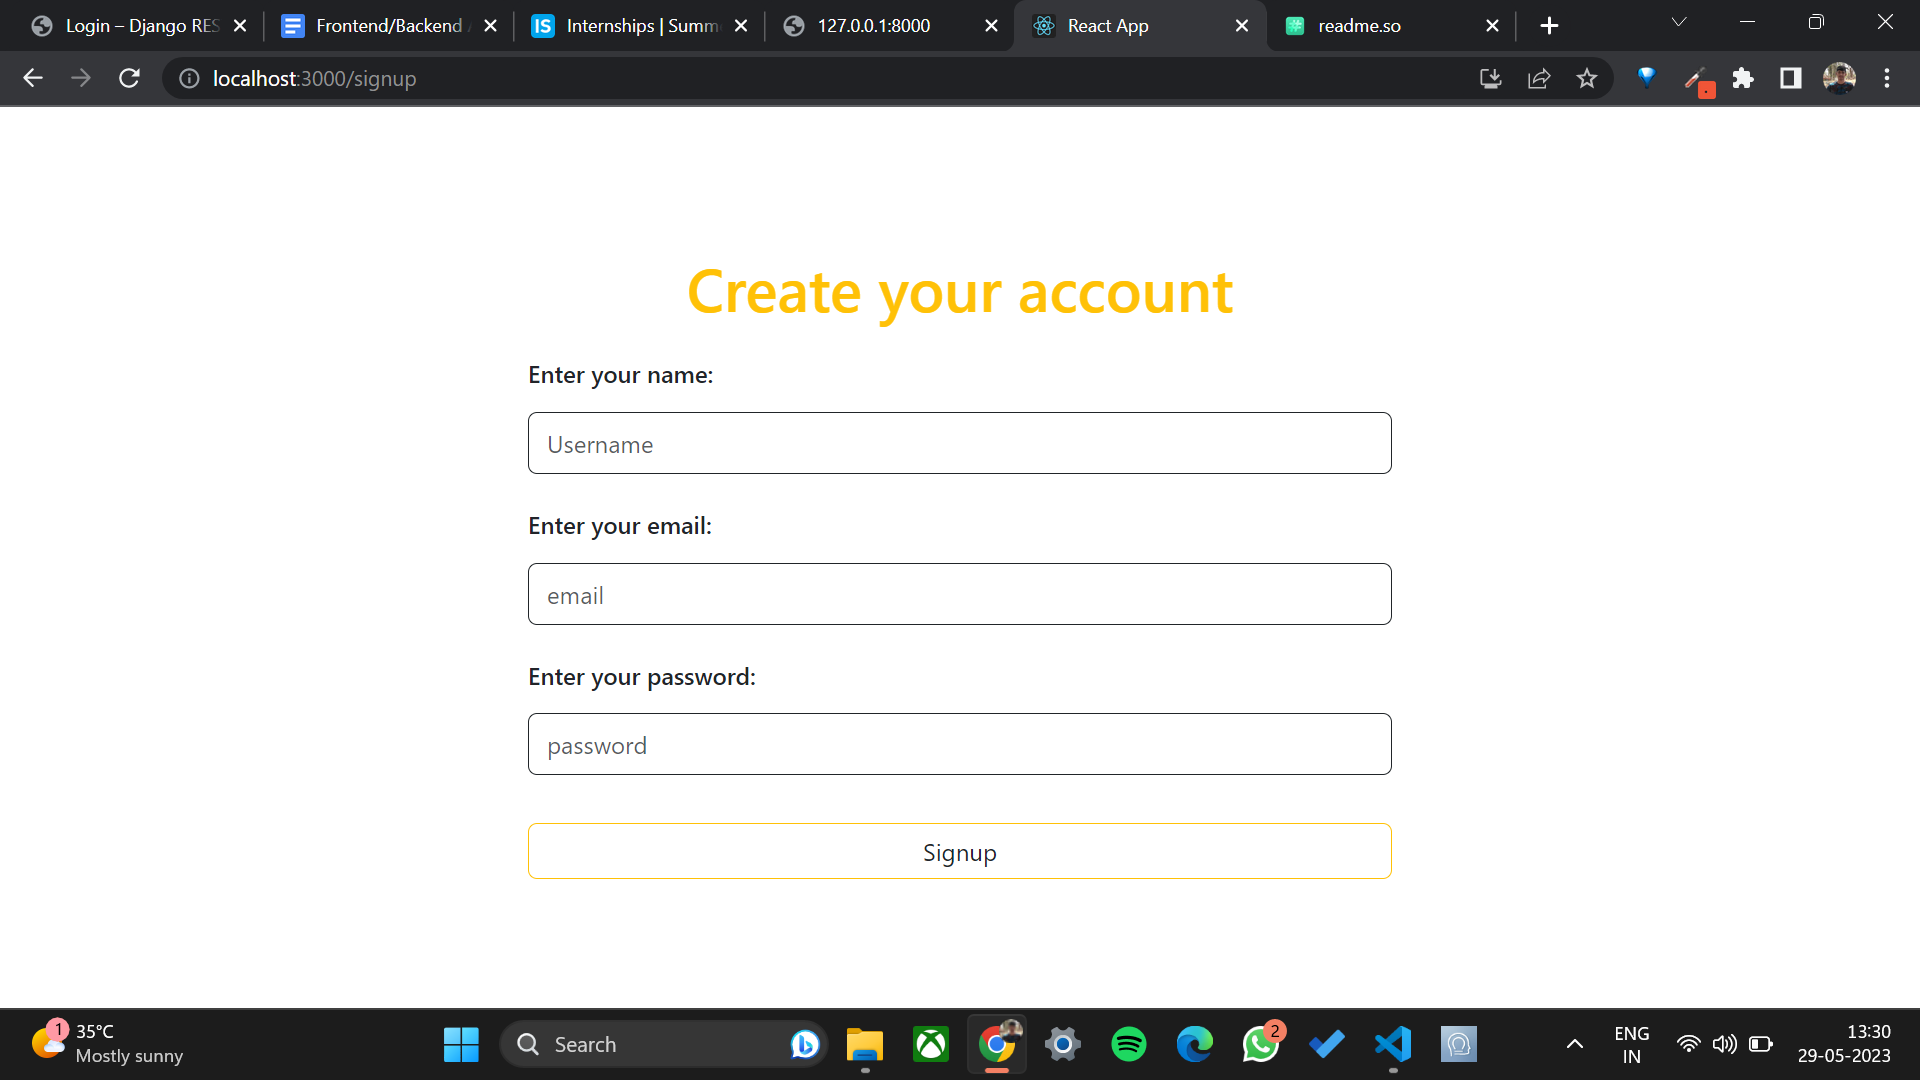 Login – Django RES
Frontend/Backend
IS Internships | Summ
127.0.0.1:8000
React App
readme.so
localhost:3000/signup
Create your account
Enter your name:
Username
Enter your email:
email
Enter your password:
password
Signup
1
35°C
Mostly sunny
Search
2
ENG
IN
13:30
29-05-2023